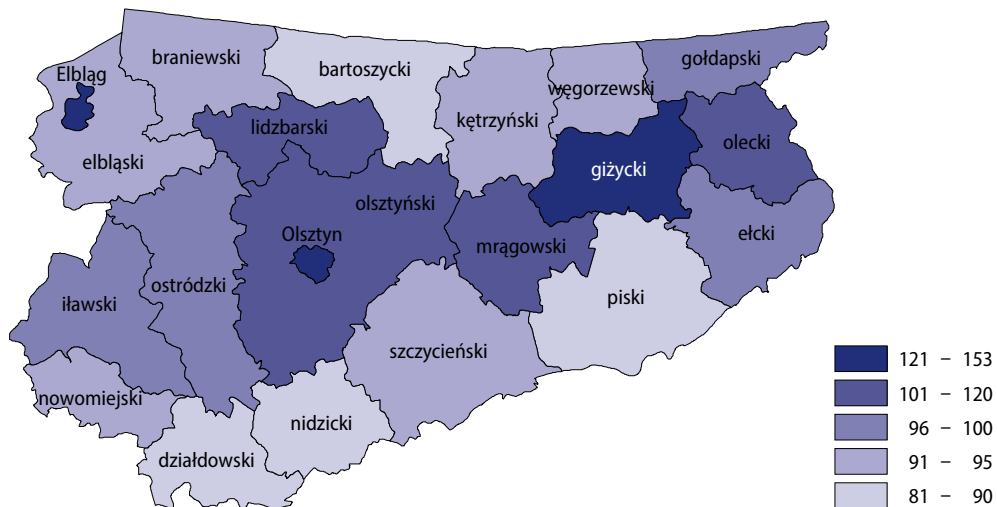 braniewski
gołdapski
bartoszycki
Elbląg
węgorzewski
kętrzyński
lidzbarski
olecki
elbląski
giżycki
olsztyński
Olsztyn
mrągowski
ełcki
ostródzki
iławski
piski
szczycieński
nowomiejski
nidzicki
działdowski
121 – 153
101 – 120
96 – 100
91 – 95
81 – 90